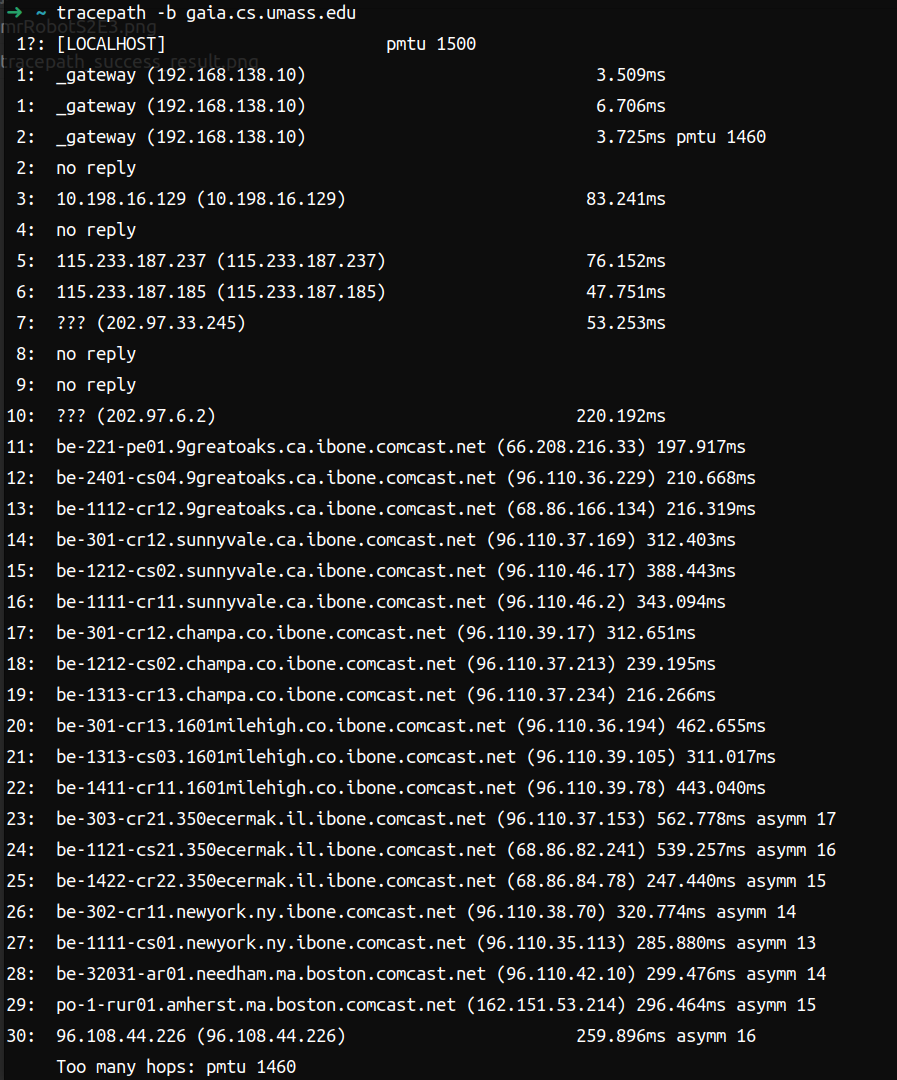 ➜ ~ tracepath -b gaia.cs.umass.edu
mrRobotS2E3.png
1?: [LOCALHOST] pmtu 1500
tracepath_success_result.png
1: _gateway (192.168.138.10) 3.509ms
1: _gateway (192.168.138.10) 6.706ms
2: _gateway (192.168.138.10) 3.725ms pmtu 1460
2: no reply
3: 10.198.16.129 (10.198.16.129) 83.241ms
4: no reply
5: 115.233.187.237 (115.233.187.237) 76.152ms
6: 115.233.187.185 (115.233.187.185) 47.751ms
7: ??? (202.97.33.245) 53.253ms
8: no reply
9: no reply
10: ??? (202.97.6.2) 220.192ms
11: be-221-pe01.9greatoaks.ca.ibone.comcast.net (66.208.216.33) 197.917ms
12: be-2401-cs04.9greatoaks.ca.ibone.comcast.net (96.110.36.229) 210.668ms
13: be-1112-cr12.9greatoaks.ca.ibone.comcast.net (68.86.166.134) 216.319ms
14: be-301-cr12.sunnyvale.ca.ibone.comcast.net (96.110.37.169) 312.403ms
15: be-1212-cs02.sunnyvale.ca.ibone.comcast.net (96.110.46.17) 388.443ms
16: be-1111-cr11.sunnyvale.ca.ibone.comcast.net (96.110.46.2) 343.094ms
17: be-301-cr12.champa.co.ibone.comcast.net (96.110.39.17) 312.651ms
18: be-1212-cs02.champa.co.ibone.comcast.net (96.110.37.213) 239.195ms
19: be-1313-cr13.champa.co.ibone.comcast.net (96.110.37.234) 216.266ms
20: be-301-cr13.1601milehigh.co.ibone.comcast.net (96.110.36.194) 462.655ms
21: be-1313-cs03.1601milehigh.co.ibone.comcast.net (96.110.39.105) 311.017ms
22: be-1411-cr11.1601milehigh.co.ibone.comcast.net (96.110.39.78) 443.040ms
23: be-303-cr21.350ecermak.il.ibone.comcast.net (96.110.37.153) 562.778ms asymm 17
24: be-1121-cs21.350ecermak.il.ibone.comcast.net (68.86.82.241) 539.257ms asymm 16
25: be-1422-cr22.350ecermak.il.ibone.comcast.net (68.86.84.78) 247.440ms asymm 15
26: be-302-cr11.newyork.ny.ibone.comcast.net (96.110.38.70) 320.774ms asymm 14
27: be-1111-cs01.newyork.ny.ibone.comcast.net (96.110.35.113) 285.880ms asymm 13
28: be-32031-ar01.needham.ma.boston.comcast.net (96.110.42.10) 299.476ms asymm 14
29: po-1-rur01.amherst.ma.boston.comcast.net (162.151.53.214) 296.464ms asymm 15
30: 96.108.44.226 (96.108.44.226) 259.896ms asymm 16
Too many hops: pmtu 1460